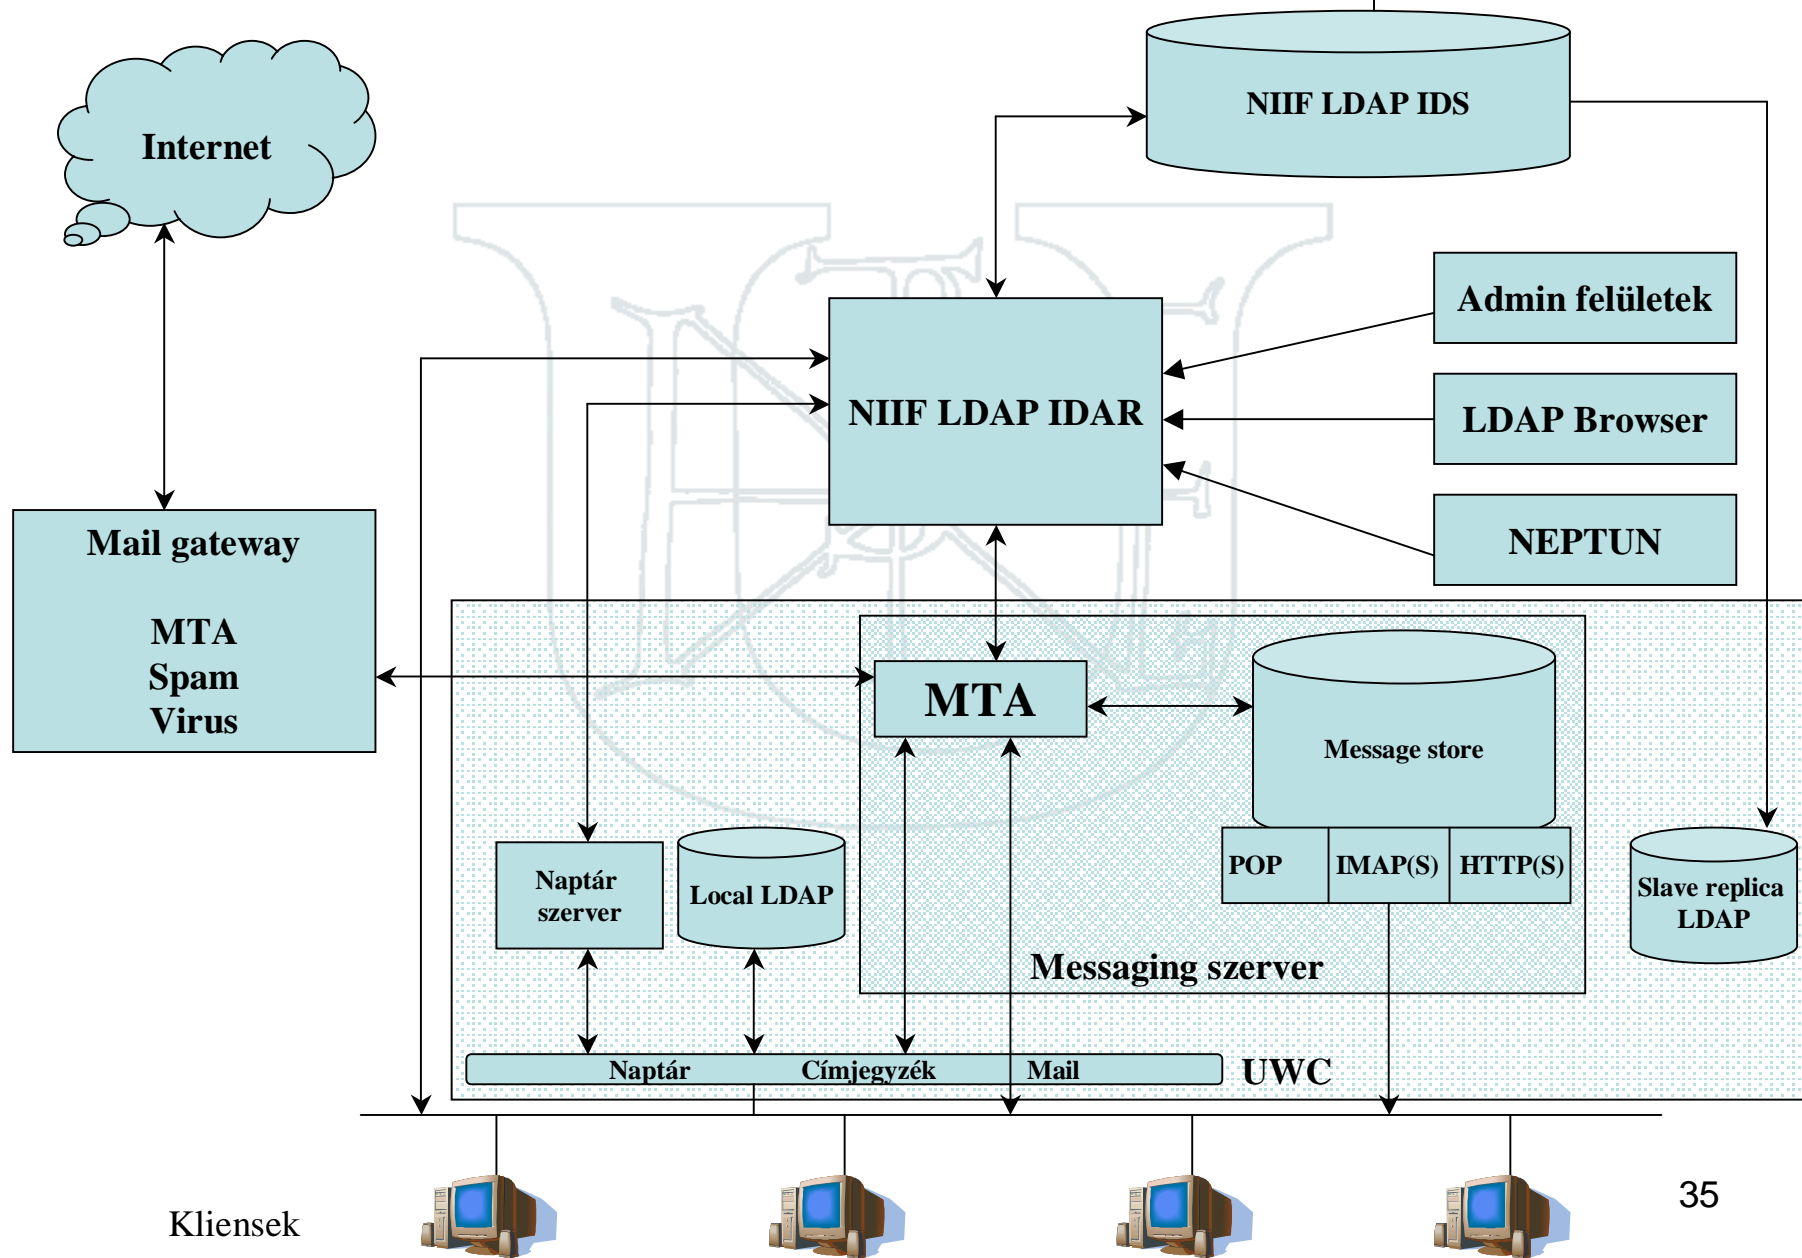 NIIF LDAP IDS
Internet
Admin felületek
NIIF LDAP IDAR
LDAP Browser
NEPTUN
Mail gateway
MTA
Spam
Virus
MTA
Message store
POP
IMAP(S)
HTTP(S)
Naptár
szerver
Local LDAP
Slave replica
LDAP
Messaging szerver
Naptár
Címjegyzék
Mail
UWC
Kliensek
35